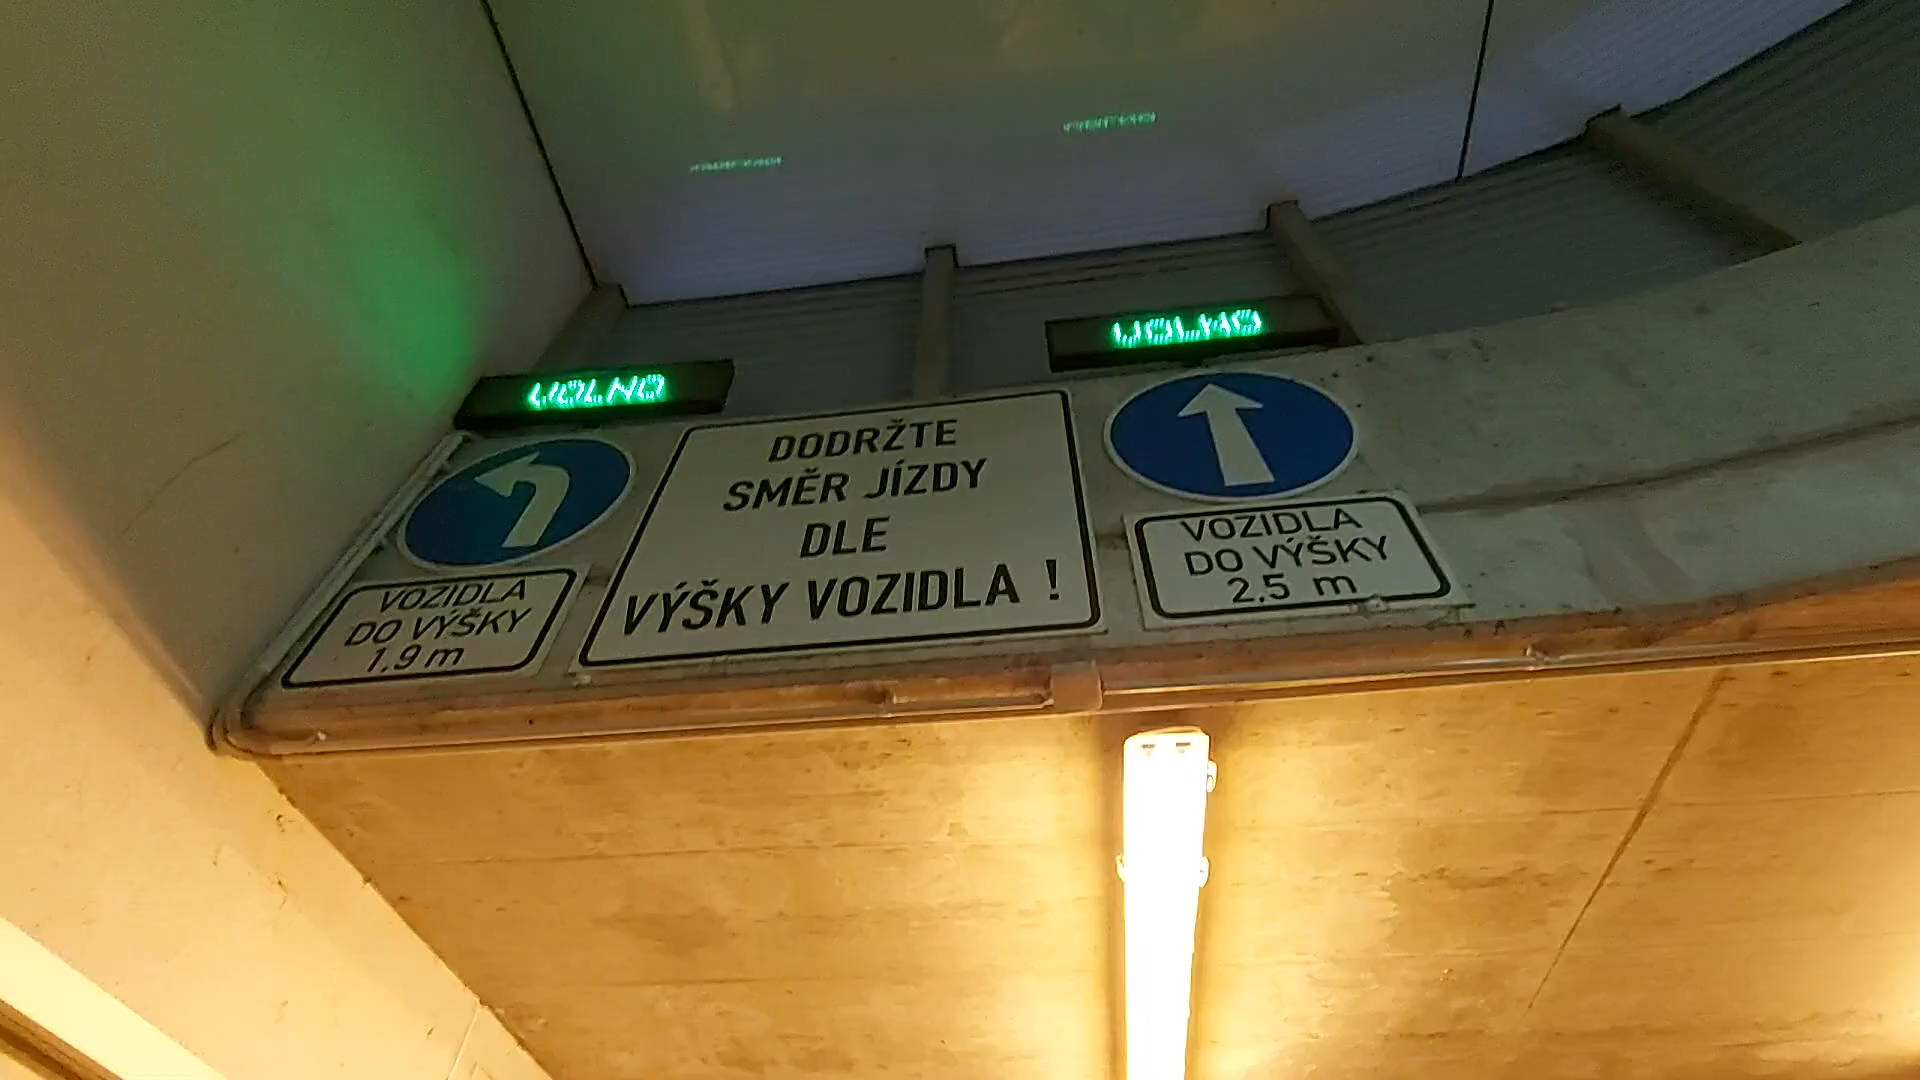 VOLNO
VOLNO
DODRŽTE
SMĚR JÍZDY
DLE
VÝŠKY VOZIDLA !
VOZIDLA
DO VÝŠKY
1,9 m
VOZIDLA
DO VÝŠKY
2,5 m